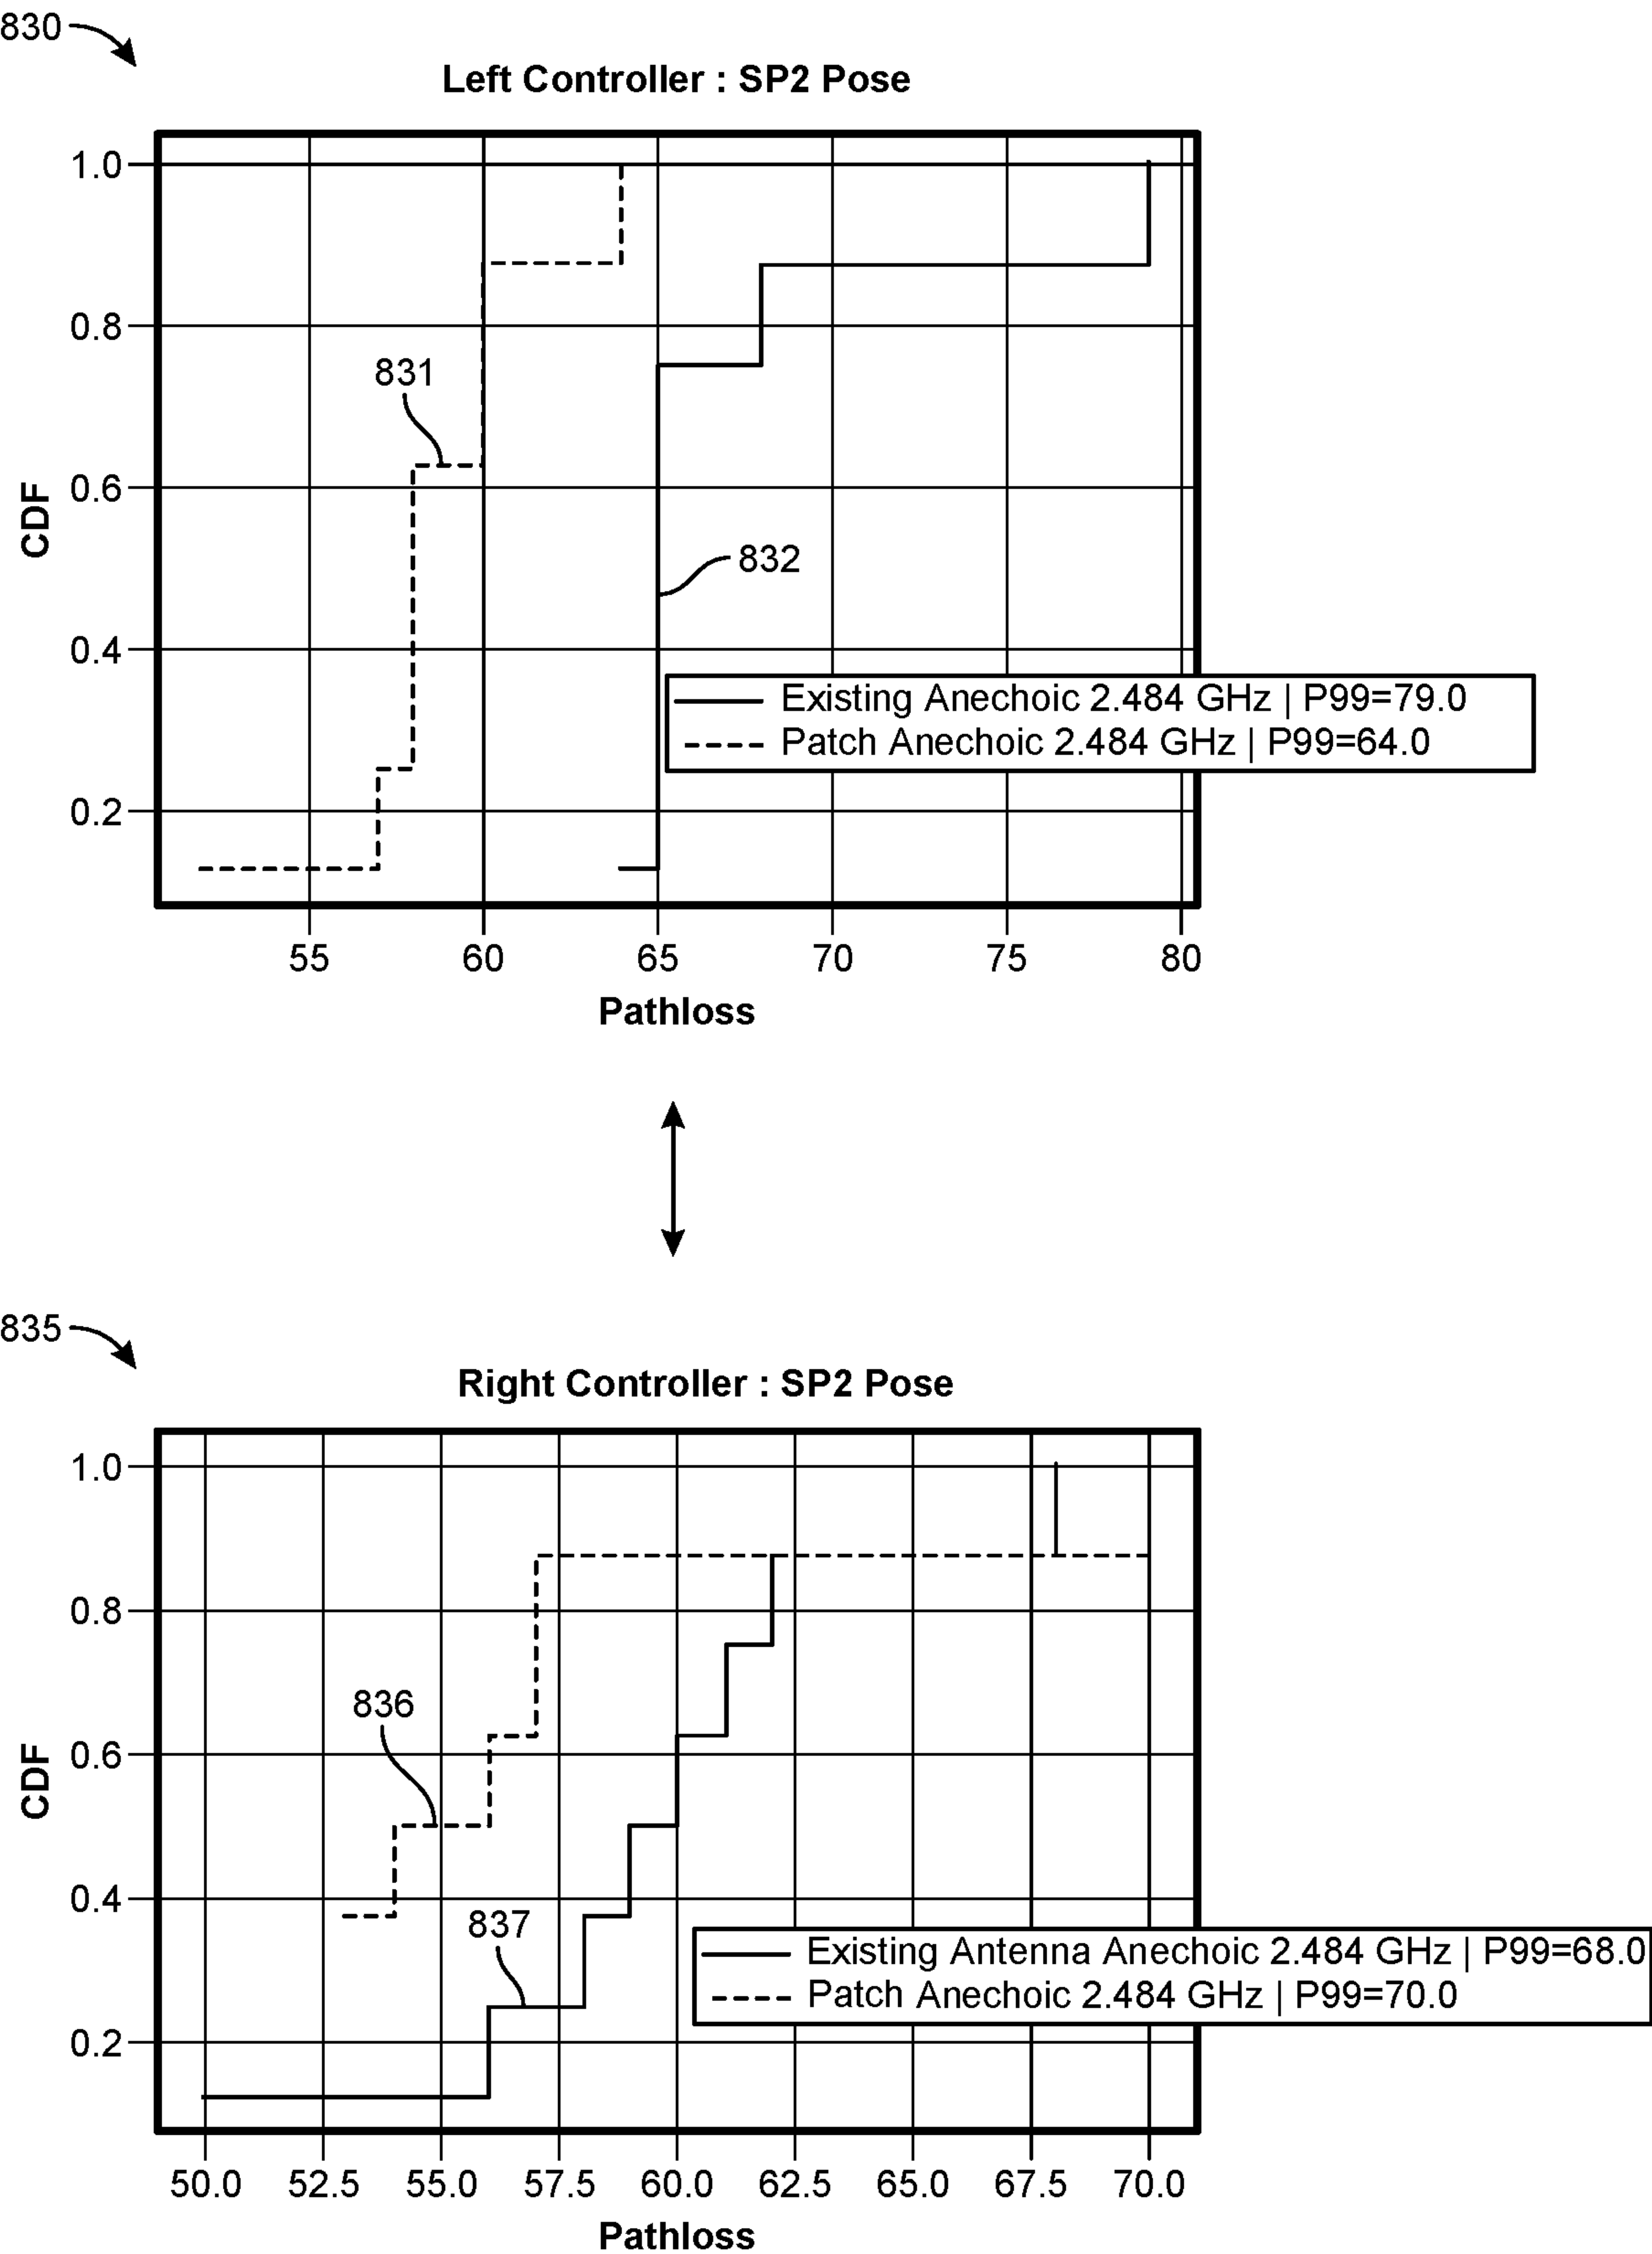 830
Left Controller : SP2 Pose
1.0
0.8
831
0.6
CDF
832
0.4
Existing Anechoic 2.484 GHz | P99=79.0
Patch Anechoic 2.484 GHz | P99=64.0
0.2
55 60 65 70 75 80
Pathloss
835
Right Controller : SP2 Pose
1.0
0.8
836
0.6
CDF
0.4
837
Existing Antenna Anechoic 2.484 GHz | P99=68.0
Patch Anechoic 2.484 GHz | P99=70.0
0.2
50.0 52.5 55.0 57.5 60.0 62.5 65.0 67.5 70.0
Pathloss